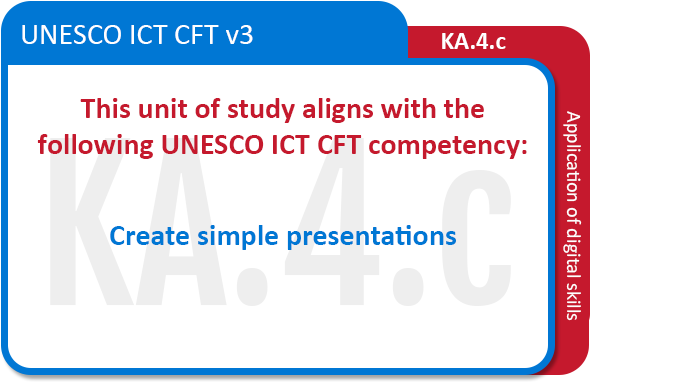 UNESCO ICT CFT v3
KA.4.c
This unit of study aligns with the
following UNESCO ICT CFT competency:
Create simple presentations
KA.4.c
Application of digital skills